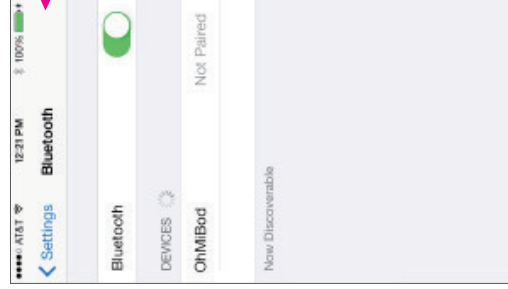 AT&T 12:21 PM 100%
Settings Bluetooth
Bluetooth
DEVICES
OhMiBod Not Paired
Now Discoverable